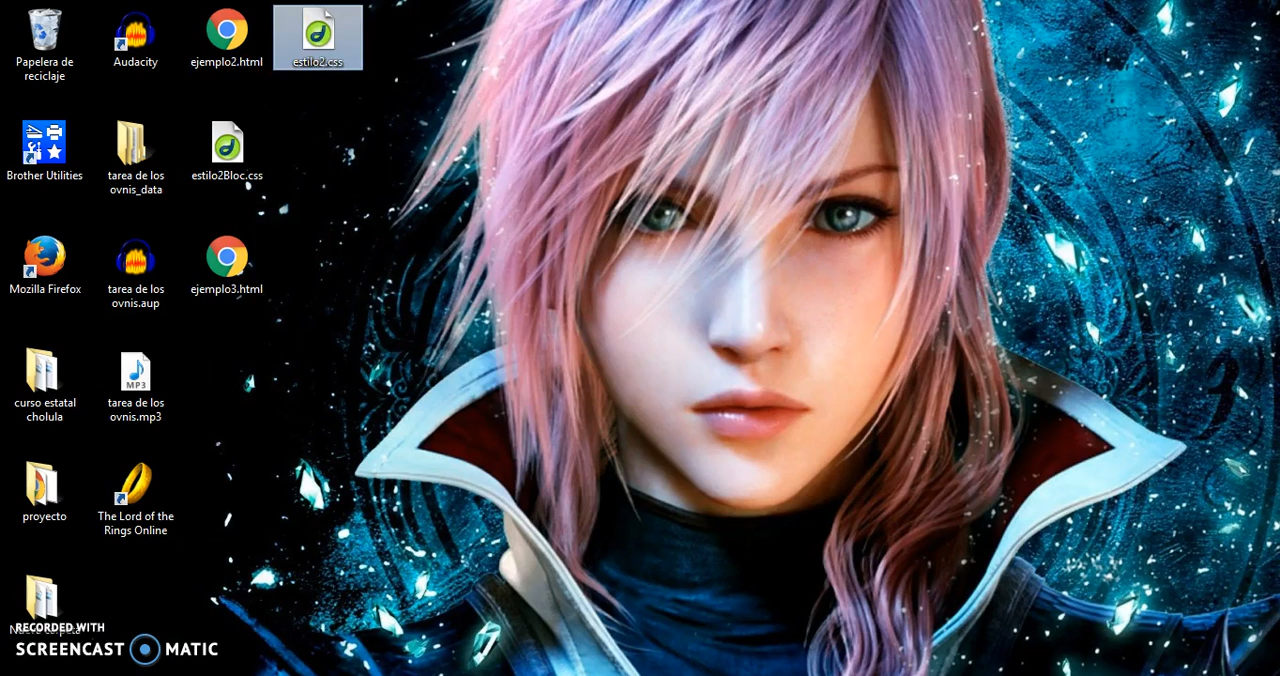 Papelera de
reciclaje
Audacity
ejemplo2.html
estilo2.css
Brother Utilities
tarea de los
ovnis_data
estilo2Bloc.css
Mozilla Firefox
tarea de los
ovnis.aup
ejemplo3.html
curso estatal
cholula
tarea de los
ovnis.mp3
MP3
proyecto
The Lord of the
Rings Online
RECORDED WITH
SCREENCAST MATIC